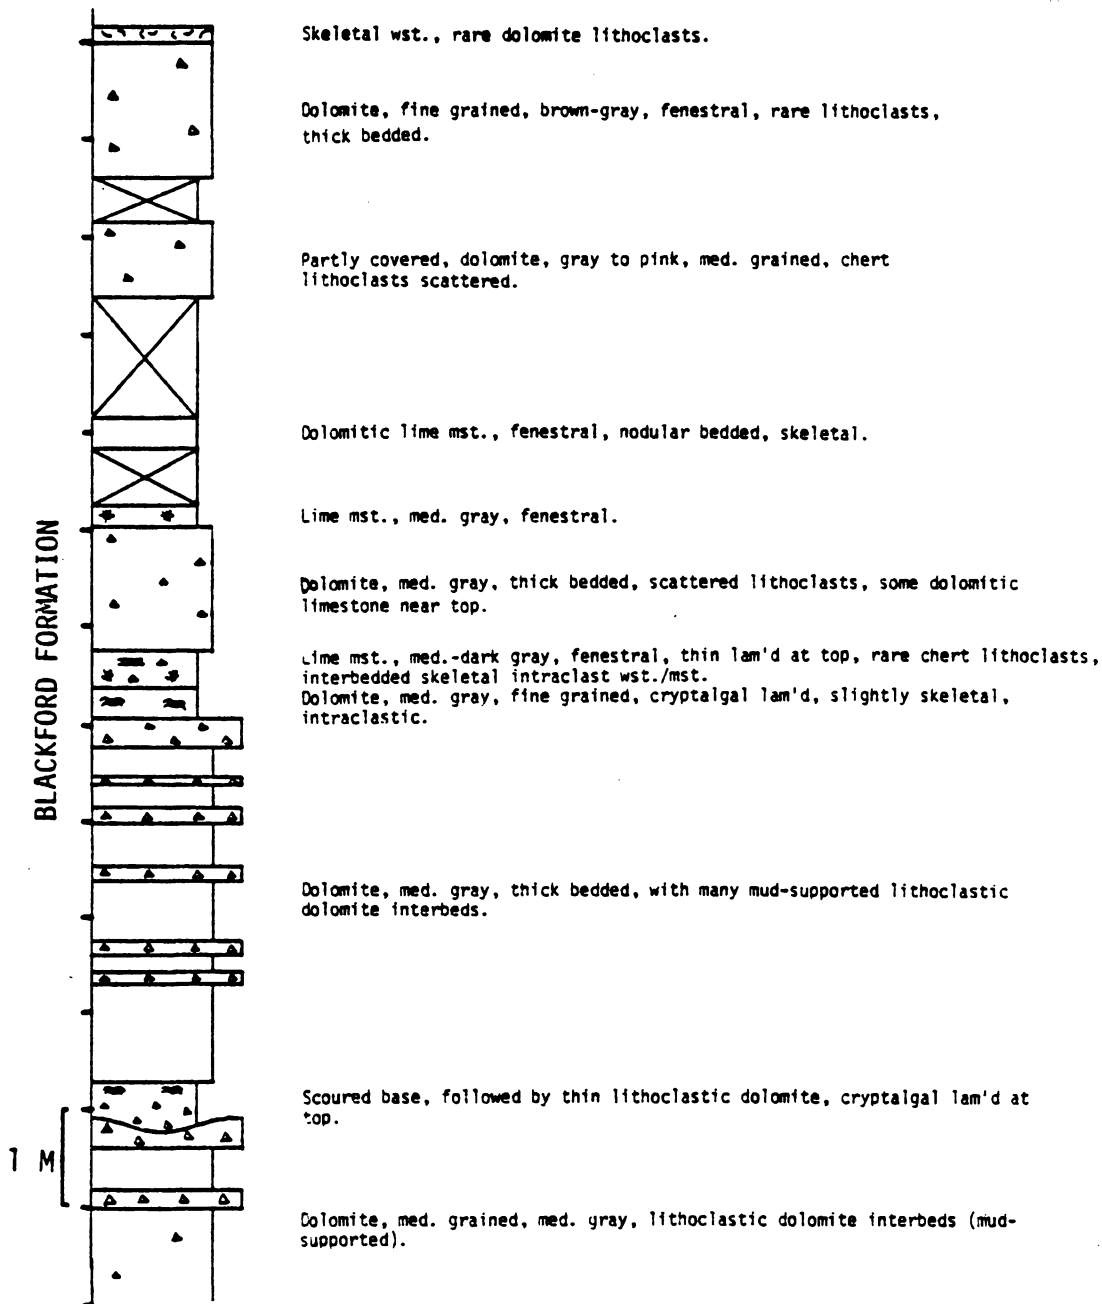 Skeletal wst., rare dolomite lithoclasts.
Dolomite, fine grained, brown-gray, fenestral, rare lithoclasts,
thick bedded.
Partly covered, dolomite, gray to pink, med. grained, chert
lithoclasts scattered.
Dolomitic lime mst., fenestral, nodular bedded, skeletal.
Lime mst., med. gray, fenestral.
Dolomite, med. gray, thick bedded, scattered lithoclasts, some dolomitic
limestone near top.
Lime mst., med.-dark gray, fenestral, thin lam'd at top, rare chert lithoclasts,
interbedded skeletal intraclast wst./mst.
Dolomite, med. gray, fine grained, cryptalgal lam'd, slightly skeletal,
intraclastic.
BLACKFORD FORMATION
Dolomite, med. gray, thick bedded, with many mud-supported lithoclastic
dolomite interbeds.
Scoured base, followed by thin lithoclastic dolomite, cryptalgal lam'd at
top.
1 M
Dolomite, med. grained, med. gray, lithoclastic dolomite interbeds (mud-
supported).